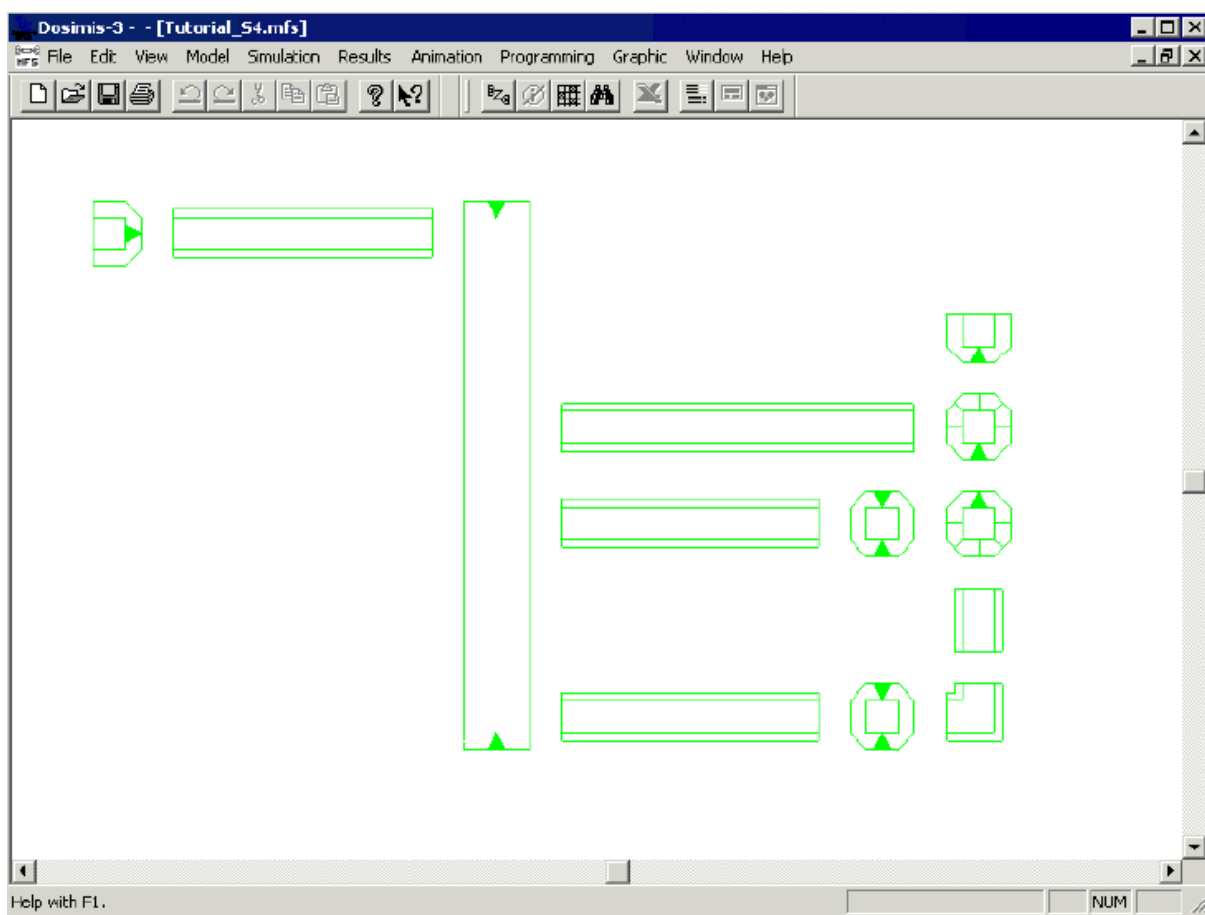 Dosimis-3 - - [Tutorial_S4.mfs]
MFS File Edit View Model Simulation Results Animation Programming Graphic Window Help
Help with F1.
NUM